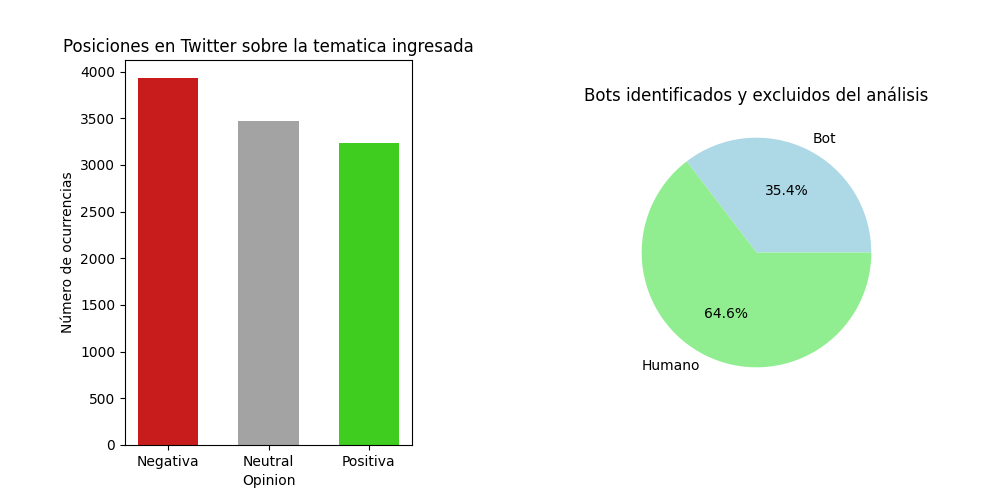 Posiciones en Twitter sobre la tematica ingresada
4000
3500
3000
2500
2000
1500
1000
500
0
Número de ocurrencias
Negativa
Neutral
Positiva
Opinion
Bots identificados y excluidos del análisis
Bot
35.4%
64.6%
Humano